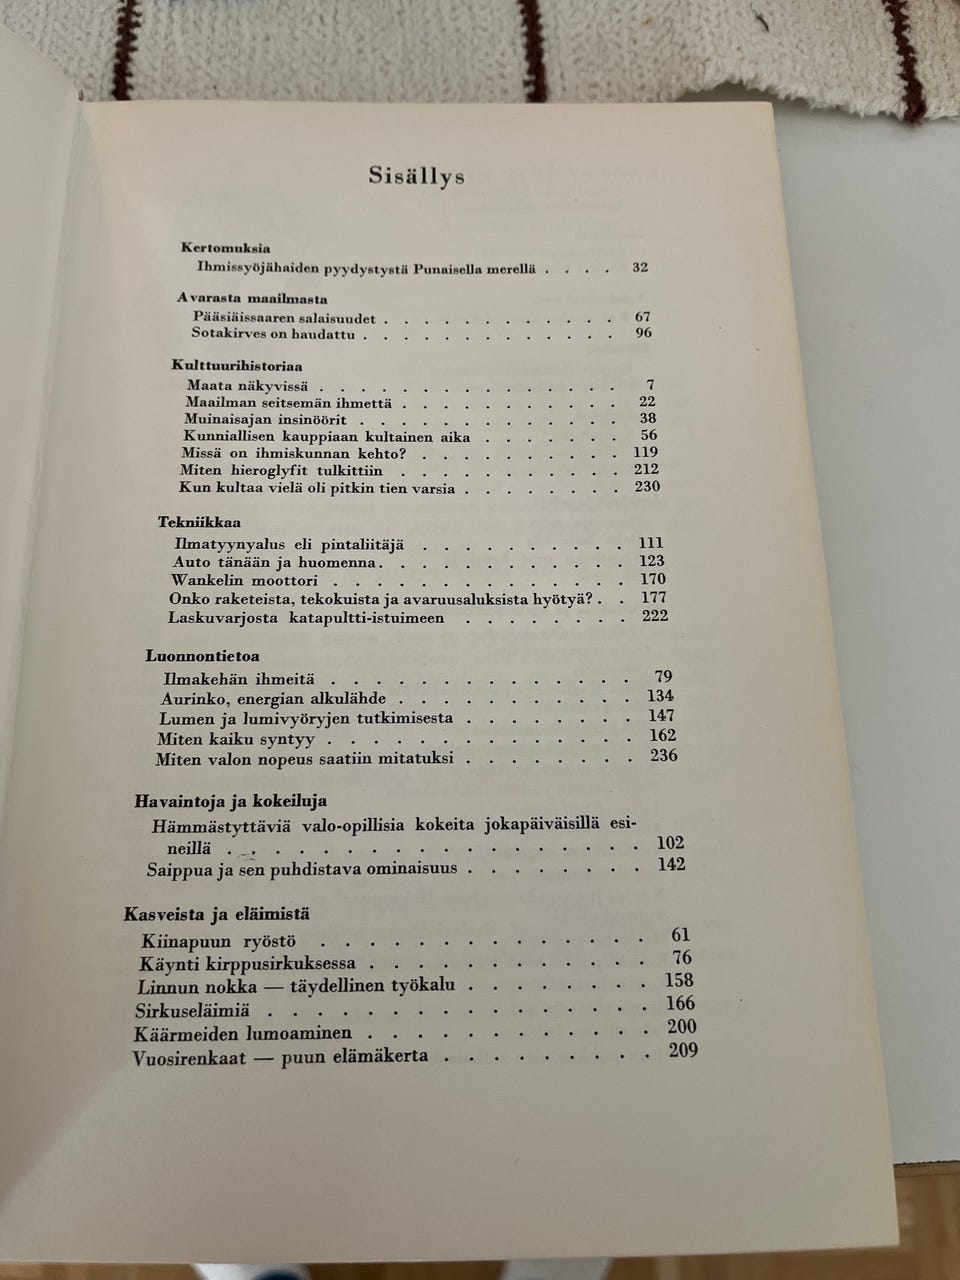 Sisällys
Kertomuksia
Ihmissyöjähaiden pyydystystä Punaisella merellä . . . . 32
Avarasta maailmasta
Pääsiäissaaren salaisuudet . . . . . . . . . . . . 67
Sotakirves on haudattu . . . . . . . . . . . . . 96
Kulttuurihistoriaa
Maata näkyvissä . . . . . . . . . . . . . . 7
Maailman seitsemän ihmettä . . . . . . . . . . . 22
Muinaisajan insinöörit . . . . . . . . . . . . 38
Kunniallisen kauppiaan kultainen aika . . . . . . . 56
Missä on ihmiskunnan kehto? . . . . . . . . . . 119
Miten hieroglyfit tulkittiin . . . . . . . . . . 212
Kun kultaa vielä oli pitkin tien varsia . . . . . . . . 230
Tekniikkaa
Ilmatyynyalus eli pintaliitäjä . . . . . . . . . . 111
Auto tänään ja huomenna . . . . . . . . . . . . 123
Wankelin moottori . . . . . . . . . . . . . 170
Onko raketeista, tekokuista ja avaruusaluksista hyötyä? . . 177
Laskuvarjosta katapultti-istuimeen . . . . . . . . 222
Luonnontietoa
Ilmakehän ihmeitä . . . . . . . . . . . . . 79
Aurinko, energian alkulähde . . . . . . . . . . . 134
Lumen ja lumivyöryjen tutkimisesta . . . . . . . . 147
Miten kaiku syntyy . . . . . . . . . . . . . 162
Miten valon nopeus saatiin mitatuksi . . . . . . . . 236
Havaintoja ja kokeiluja
Hämmästyttäviä valo-opillisia kokeita jokapäiväisillä esi-
neillä . . . . . . . . . . . . . . . . . . 102
Saippua ja sen puhdistava ominaisuus . . . . . . . . 142
Kasveista ja eläimistä
Kiinapuun ryöstö . . . . . . . . . . . . . 61
Käynti kirppusirkuksessa . . . . . . . . . . . 76
Linnun nokka — täydellinen työkalu . . . . . . . . 158
Sirkuseläimiä . . . . . . . . . . . . . . . 166
Käärmeiden lumoaminen . . . . . . . . . . . 200
Vuosirenkaat — puun elämäkerta . . . . . . . . . 209